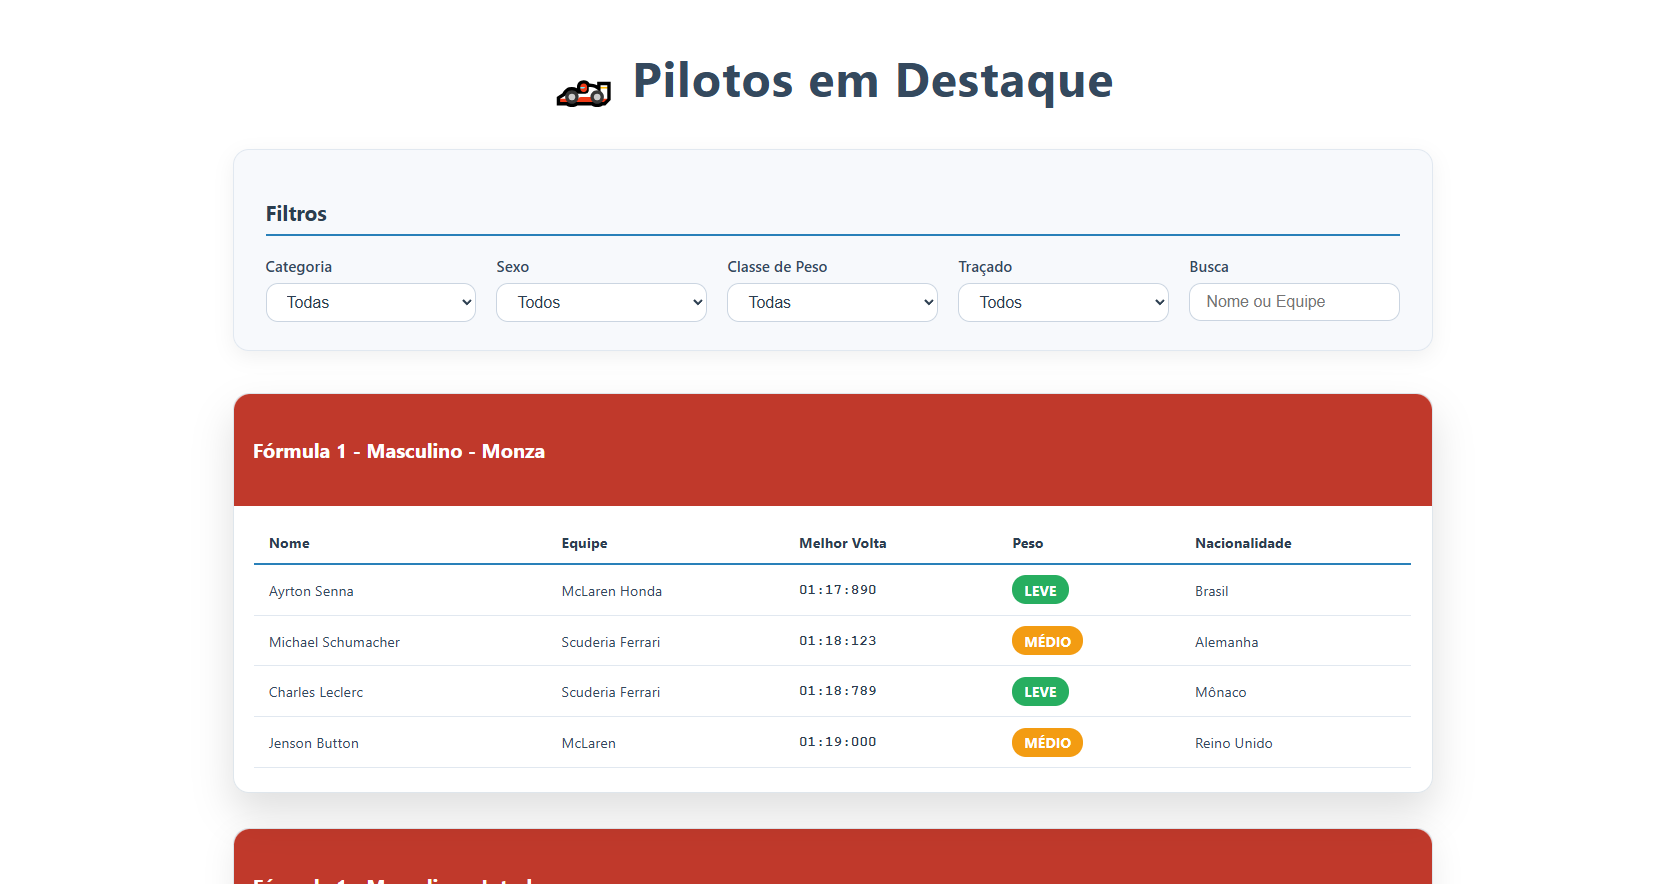 Pilotos em Destaque
Filtros
Categoria Sexo Classe de Peso Traçado Busca
Todas Todos Todas Todos Nome ou Equipe
Fórmula 1 - Masculino - Monza
Nome Equipe Melhor Volta Peso Nacionalidade
Ayrton Senna McLaren Honda 01:17:890 LEVE Brasil
Michael Schumacher Scuderia Ferrari 01:18:123 MÉDIO Alemanha
Charles Leclerc Scuderia Ferrari 01:18:789 LEVE Mônaco
Jenson Button McLaren 01:19:000 MÉDIO Reino Unido
Fórmula 1 - Masculino -